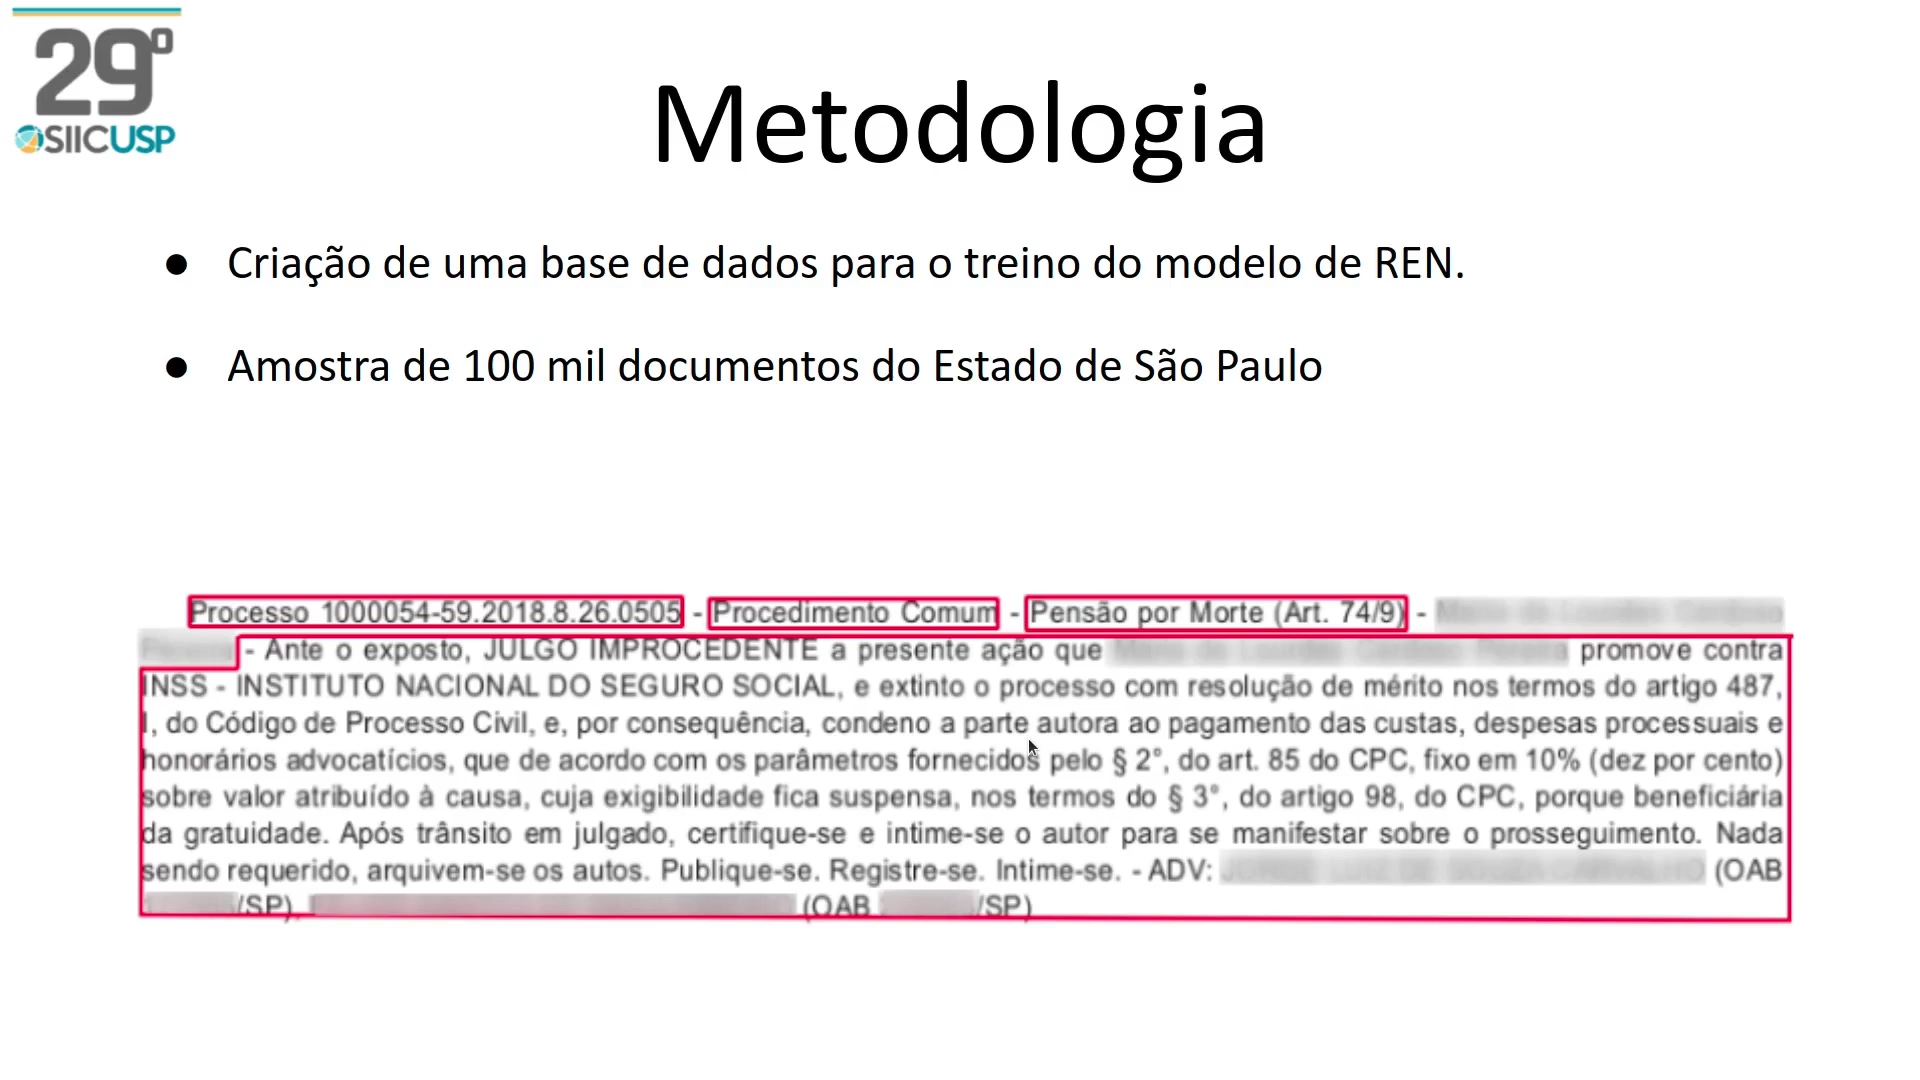 29º
SIICUSP
Metodologia
● Criação de uma base de dados para o treino do modelo de REN.
● Amostra de 100 mil documentos do Estado de São Paulo
Processo 1000054-59.2018.8.26.0505 - Procedimento Comum - Pensão por Morte (Art. 74/9) -
- Ante o exposto, JULGO IMPROCEDENTE a presente ação que promove contra
INSS - INSTITUTO NACIONAL DO SEGURO SOCIAL, e extinto o processo com resolução de mérito nos termos do artigo 487,
I, do Código de Processo Civil, e, por consequência, condeno a parte autora ao pagamento das custas, despesas processuais e
honorários advocatícios, que de acordo com os parâmetros fornecidos pelo § 2°, do art. 85 do CPC, fixo em 10% (dez por cento)
sobre valor atribuído à causa, cuja exigibilidade fica suspensa, nos termos do § 3°, do artigo 98, do CPC, porque beneficiária
da gratuidade. Após trânsito em julgado, certifique-se e intime-se o autor para se manifestar sobre o prosseguimento. Nada
sendo requerido, arquivem-se os autos. Publique-se. Registre-se. Intime-se. - ADV: (OAB
/SP), (OAB /SP)